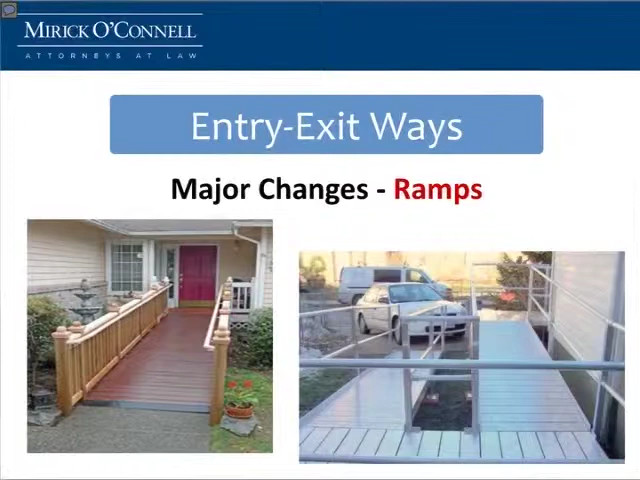 MIRICK O'CONNELL
ATTORNEYS AT LAW
Entry-Exit Ways
Major Changes - Ramps